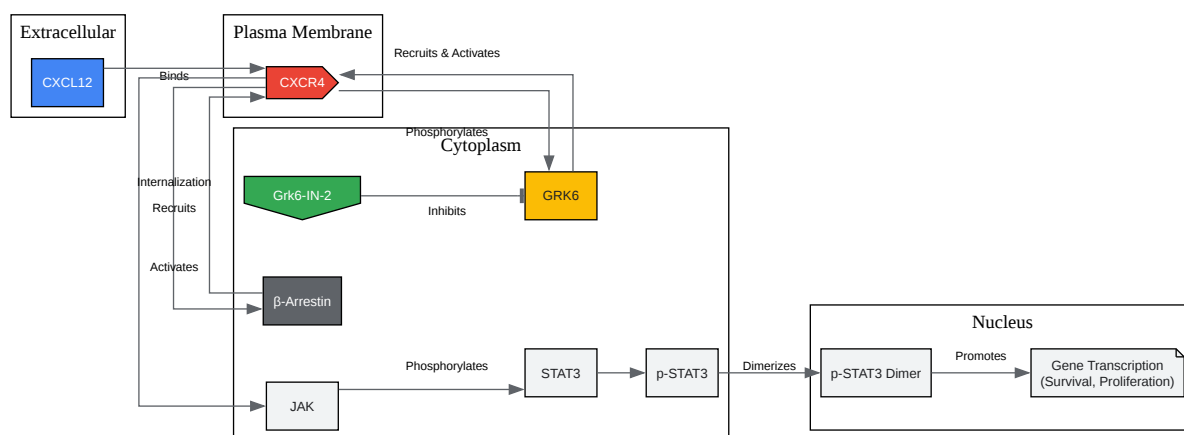 Extracellular
Plasma Membrane
CXCL12
Binds
CXCR4
Recruits & Activates
Phosphorylates
Cytoplasm
Internalization
Grk6-IN-2
GRK6
Recruits
Inhibits
Activates
β-Arrestin
Nucleus
Phosphorylates
STAT3
p-STAT3
Dimerizes
p-STAT3 Dimer
Promotes
Gene Transcription
(Survival, Proliferation)
JAK